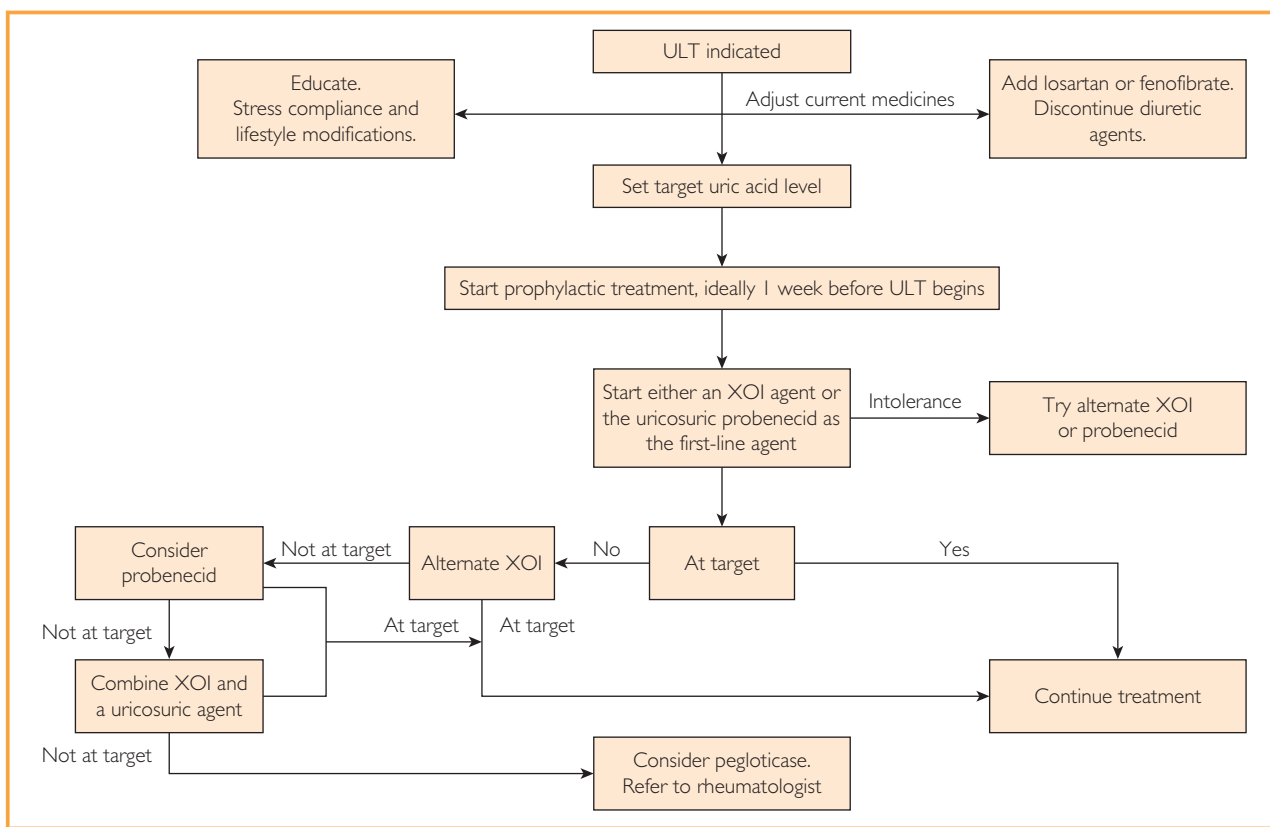 ULT indicated
Educate.
Stress compliance and
lifestyle modifications.
Adjust current medicines
Add losartan or fenofibrate.
Discontinue diuretic
agents.
Set target uric acid level
Start prophylactic treatment, ideally 1 week before ULT begins
Start either an XOI agent or
the uricosuric probenecid as
the first-line agent
Intolerance
Try alternate XOI
or probenecid
Consider
probenecid
Not at target
Alternate XOI
No
At target
Yes
Not at target
At target
At target
Combine XOI and
a uricosuric agent
Continue treatment
Not at target
Consider pegloticase.
Refer to rheumatologist